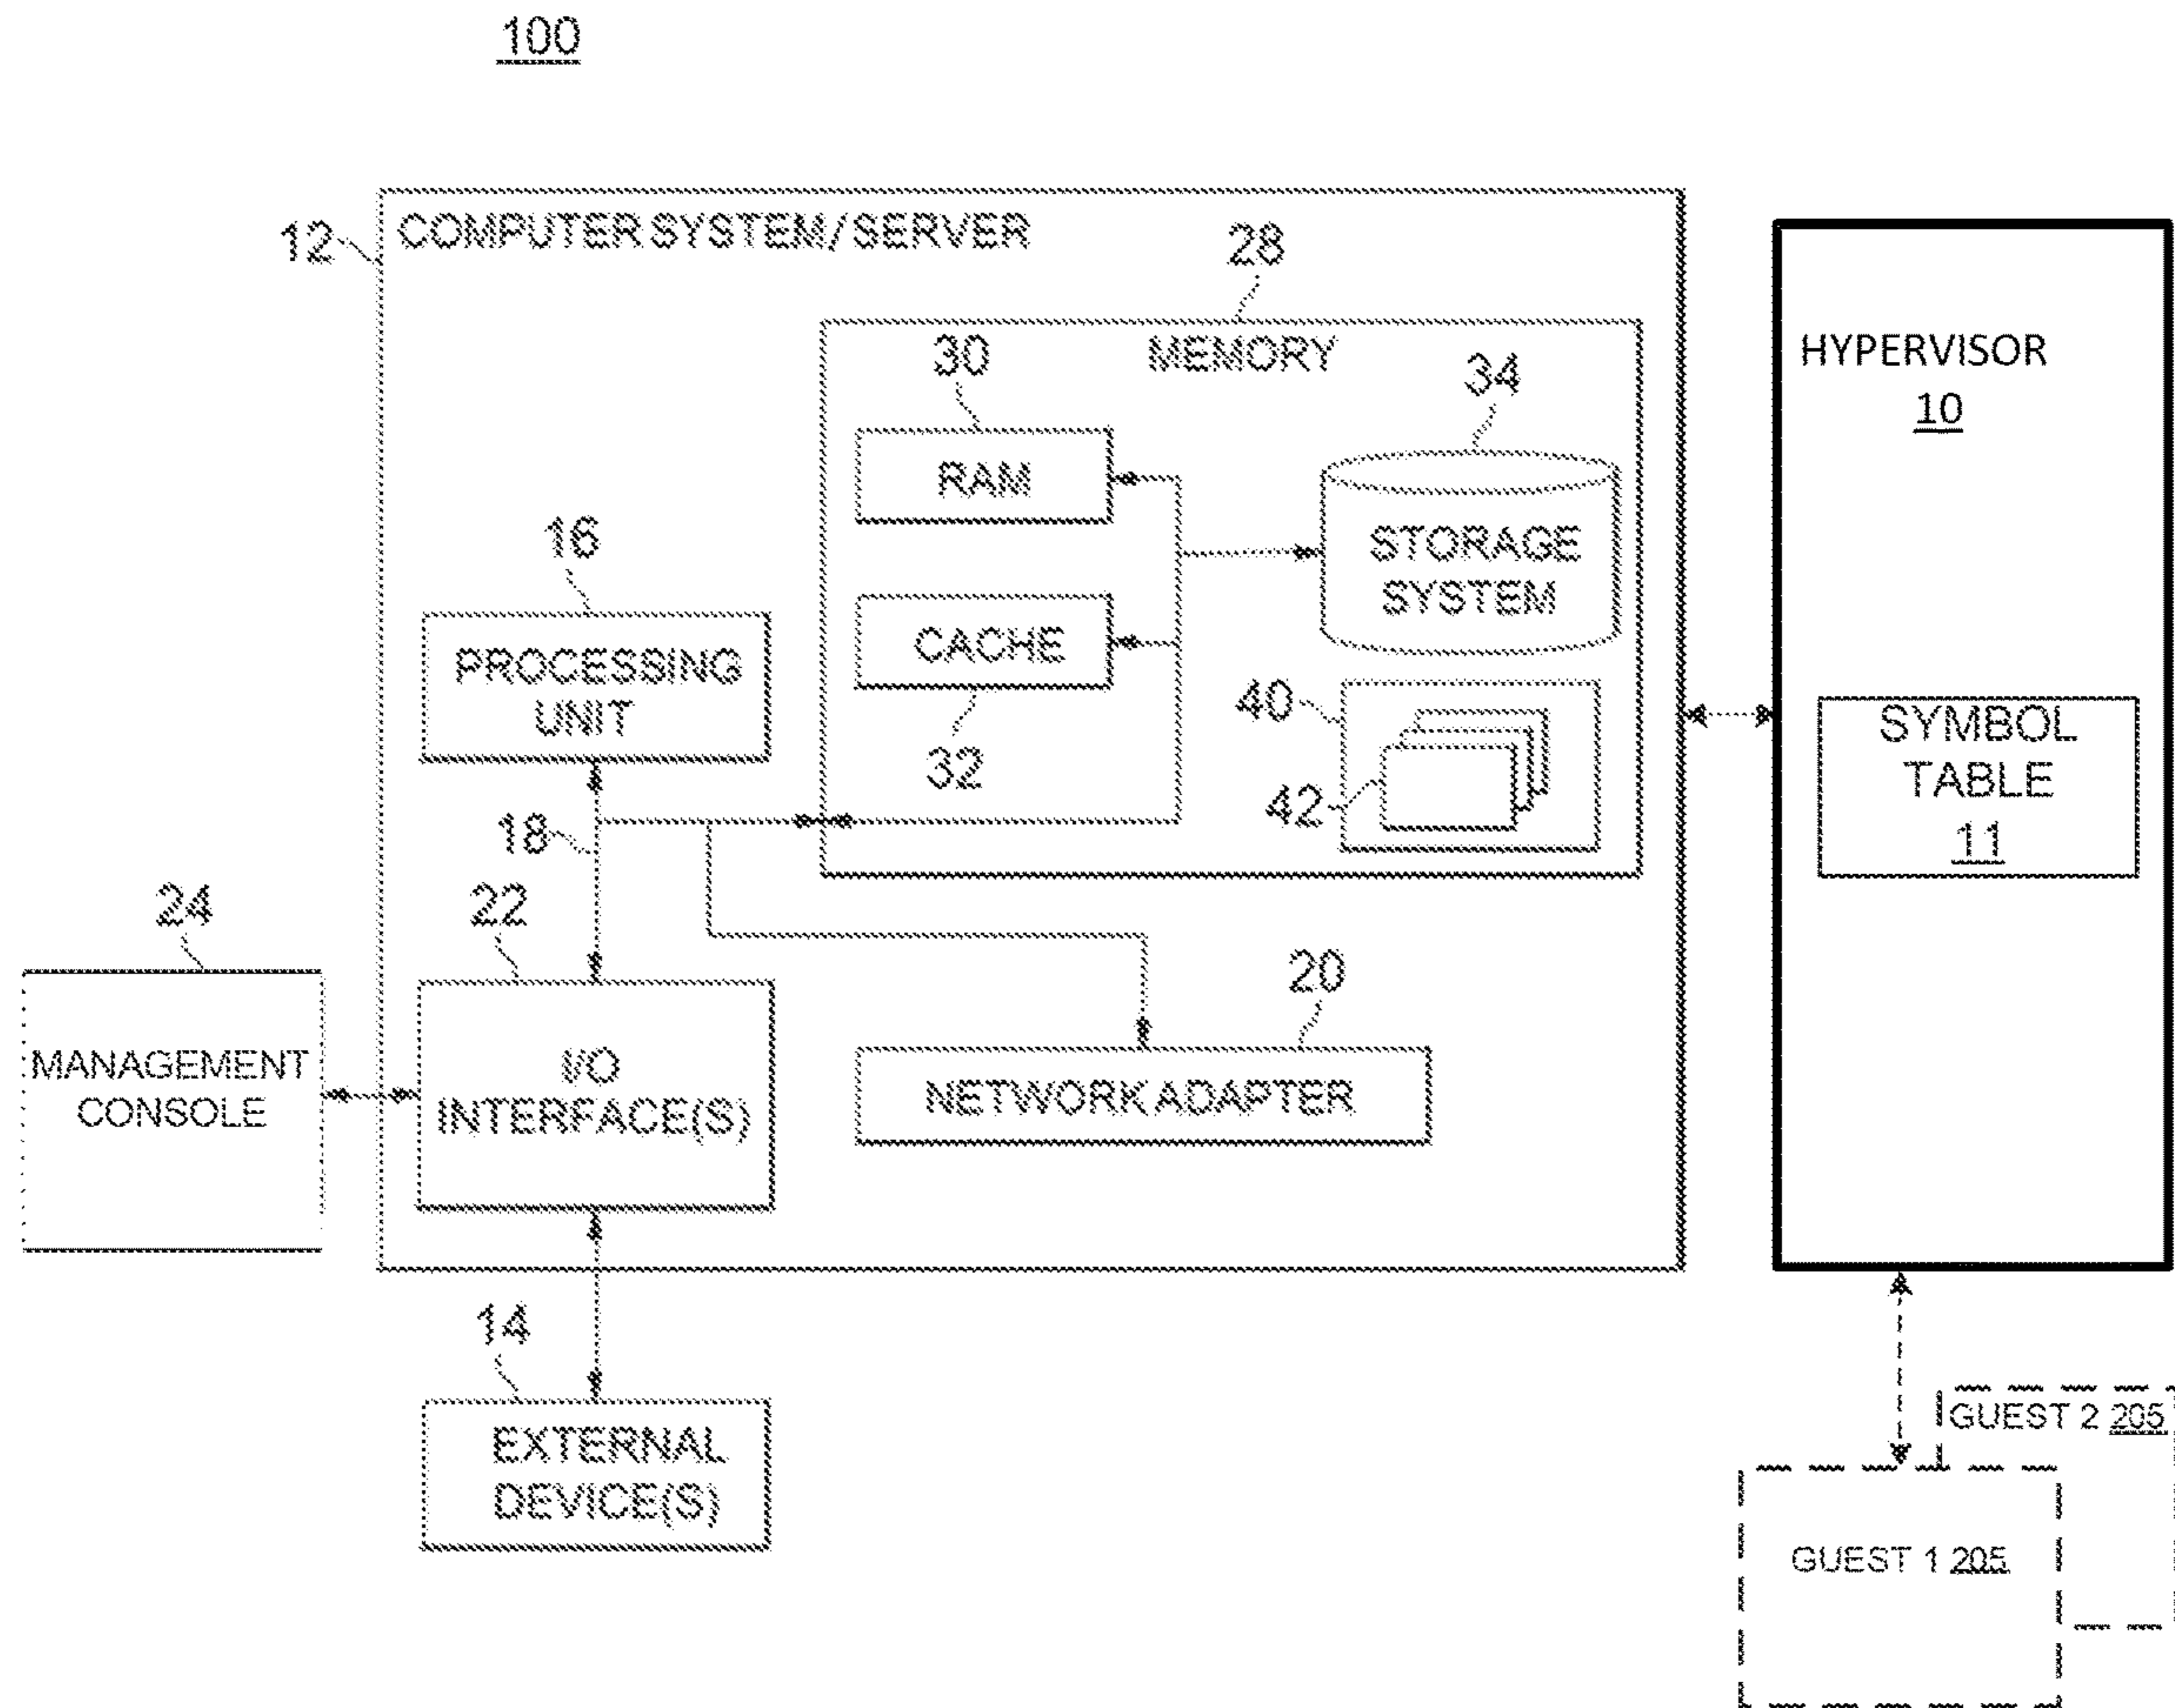 100
12
COMPUTER SYSTEM/SERVER
28
MEMORY
30
34
RAM
STORAGE
SYSTEM
16
PROCESSING
UNIT
CACHE
32
40
42
18
22
24
MANAGEMENT
CONSOLE
I/O
INTERFACE(S)
20
NETWORK ADAPTER
14
EXTERNAL
DEVICE(S)
HYPERVISOR
10
SYMBOL
TABLE
11
GUEST 2 205
GUEST 1 205